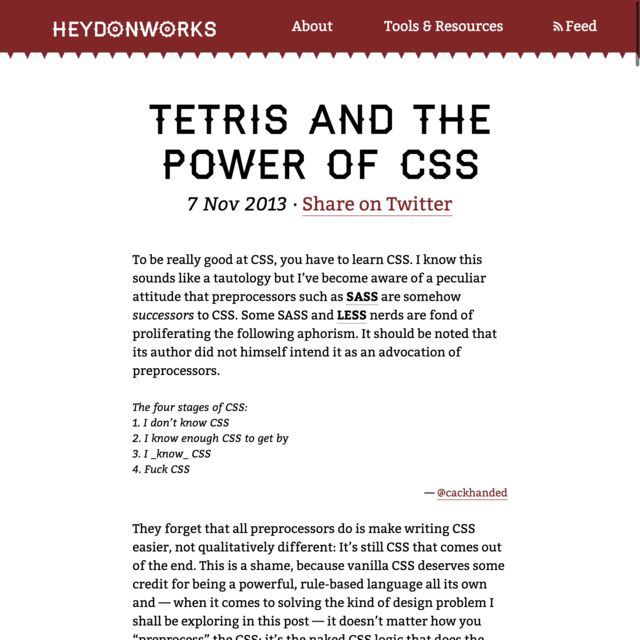 HEYDONWORKS
About
Tools & Resources
Feed
TETRIS AND THE
POWER OF CSS
7 Nov 2013 · Share on Twitter
To be really good at CSS, you have to learn CSS. I know this
sounds like a tautology but I’ve become aware of a peculiar
attitude that preprocessors such as SASS are somehow
successors to CSS. Some SASS and LESS nerds are fond of
proliferating the following aphorism. It should be noted that
its author did not himself intend it as an advocation of
preprocessors.
The four stages of CSS:
1. I don’t know CSS
2. I know enough CSS to get by
3. I _know_ CSS
4. Fuck CSS
— @cackhanded
They forget that all preprocessors do is make writing CSS
easier, not qualitatively different: It’s still CSS that comes out
of the end. This is a shame, because vanilla CSS deserves some
credit for being a powerful, rule-based language all its own
and — when it comes to solving the kind of design problem I
shall be exploring in this post — it doesn’t matter how you
“preprocess” the CSS: it’s the naked CSS logic that does the